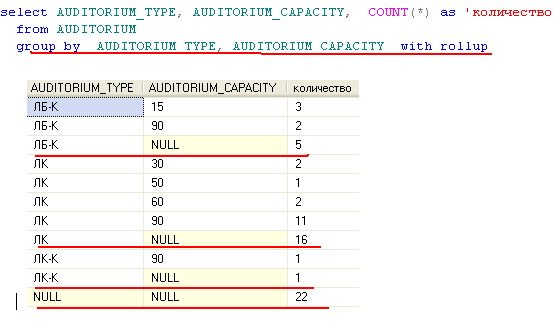 select AUDITORIUM_TYPE, AUDITORIUM_CAPACITY, COUNT(*) as 'количество
from AUDITORIUM
group by AUDITORIUM_TYPE, AUDITORIUM_CAPACITY with rollup
AUDITORIUM_TYPE AUDITORIUM_CAPACITY количество
ЛБ-К 15 3
ЛБ-К 90 2
ЛБ-К NULL 5
ЛК 30 2
ЛК 50 1
ЛК 60 2
ЛК 90 11
ЛК NULL 16
ЛК-К 90 1
ЛК-К NULL 1
NULL NULL 22